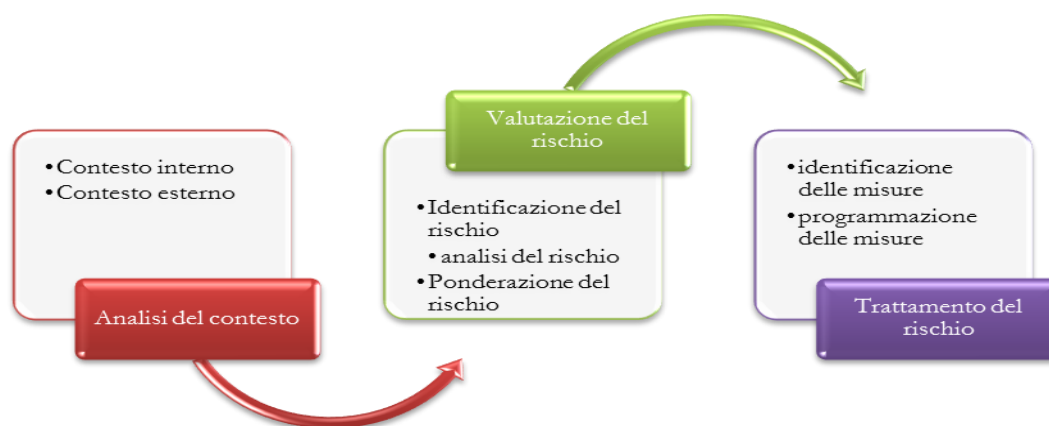 •Contesto interno
•Contesto esterno
Analisi del contesto
Valutazione del
rischio
•Identificazione del
rischio
•analisi del rischio
•Ponderazione del
rischio
•identificazione
delle misure
•programmazione
delle misure
Trattamento del
rischio